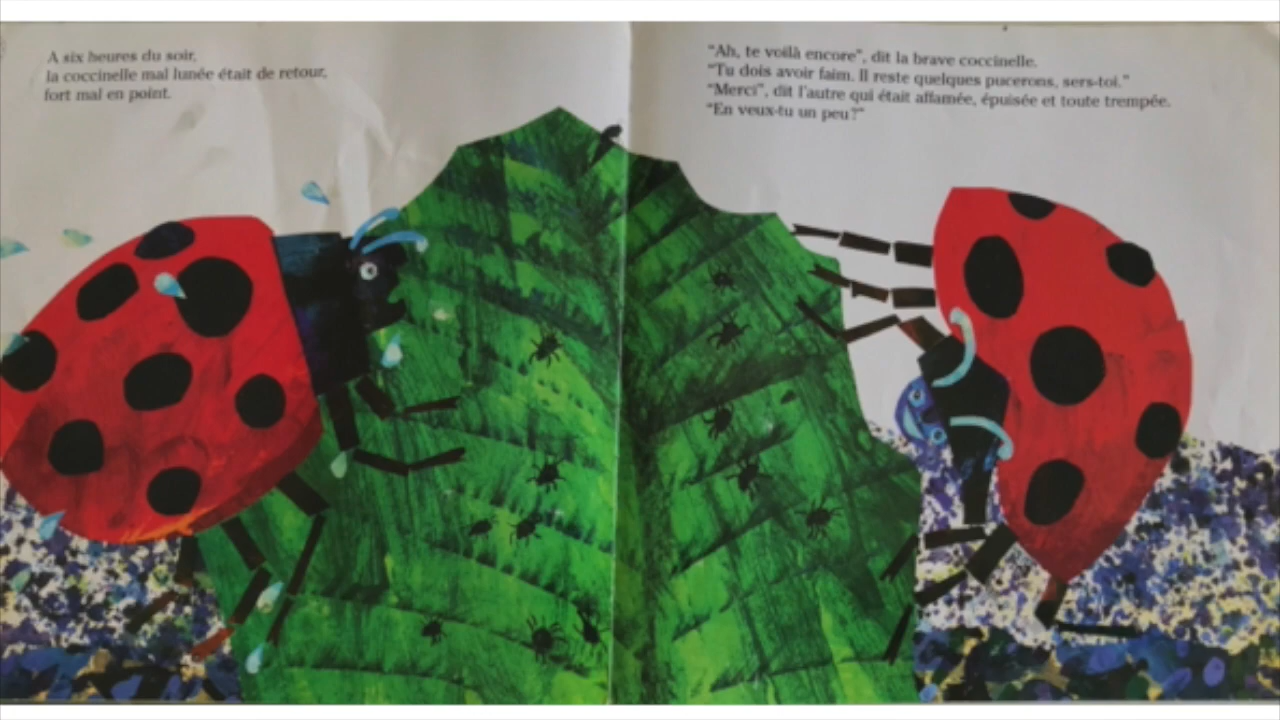 A six heures du soir,
la coccinelle mal lunée était de retour,
fort mal en point.
"Ah, te voilà encore", dit la brave coccinelle.
"Tu dois avoir faim. Il reste quelques pucerons, sers-toi."
"Merci", dit l'autre qui était affamée, épuisée et toute trempée.
"En veux-tu un peu?"